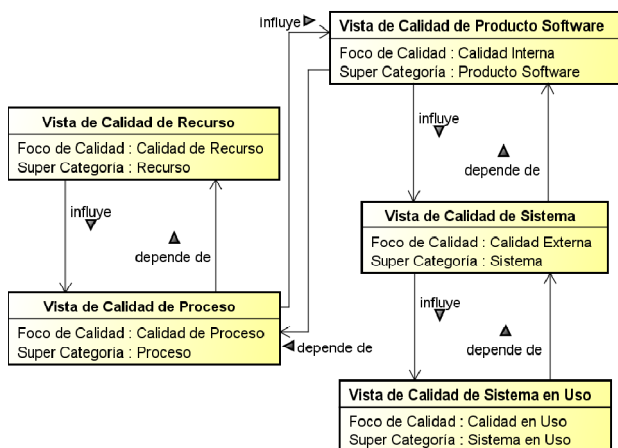 influye
Vista de Calidad de Producto Software
Foco de Calidad : Calidad Interna
Super Categoría : Producto Software
Vista de Calidad de Recurso
Foco de Calidad : Calidad de Recurso
Super Categoría : Recurso
influye
depende de
influye
depende de
Vista de Calidad de Sistema
Foco de Calidad : Calidad Externa
Super Categoría : Sistema
Vista de Calidad de Proceso
Foco de Calidad : Calidad de Proceso
Super Categoría : Proceso
depende de
influye
depende de
Vista de Calidad de Sistema en Uso
Foco de Calidad : Calidad en Uso
Super Categoría : Sistema en Uso